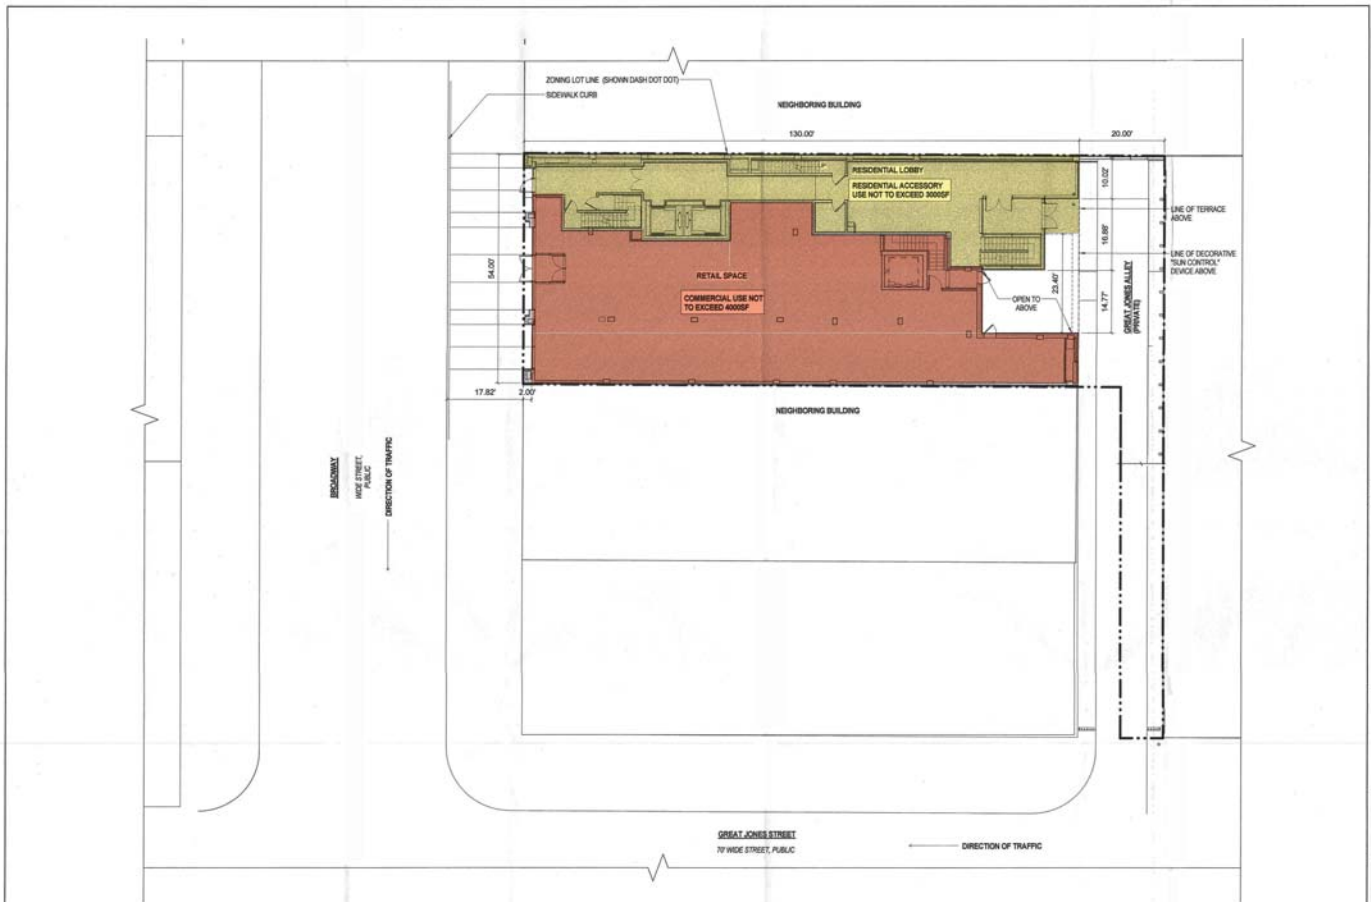 ZONING LOT LINE (SHOWN DASH DOT DOT)
SIDEWALK CURB
NEIGHBORING BUILDING
130.00'
20.00'
RESIDENTIAL LOBBY
RESIDENTIAL ACCESSORY
USE NOT TO EXCEED 3000SF
10.02'
LINE OF TERRACE
ABOVE
16.86'
LINE OF DECORATIVE
"SUN CONTROL"
DEVICE ABOVE
54.00'
RETAIL SPACE
COMMERCIAL USE NOT
TO EXCEED 4000SF
OPEN TO
ABOVE
23.40'
14.77'
GREAT JONES ALLEY
(PRIVATE)
17.82'
2.00'
NEIGHBORING BUILDING
BROADWAY
WIDE STREET,
PUBLIC
DIRECTION OF TRAFFIC
GREAT JONES STREET
70' WIDE STREET, PUBLIC
DIRECTION OF TRAFFIC